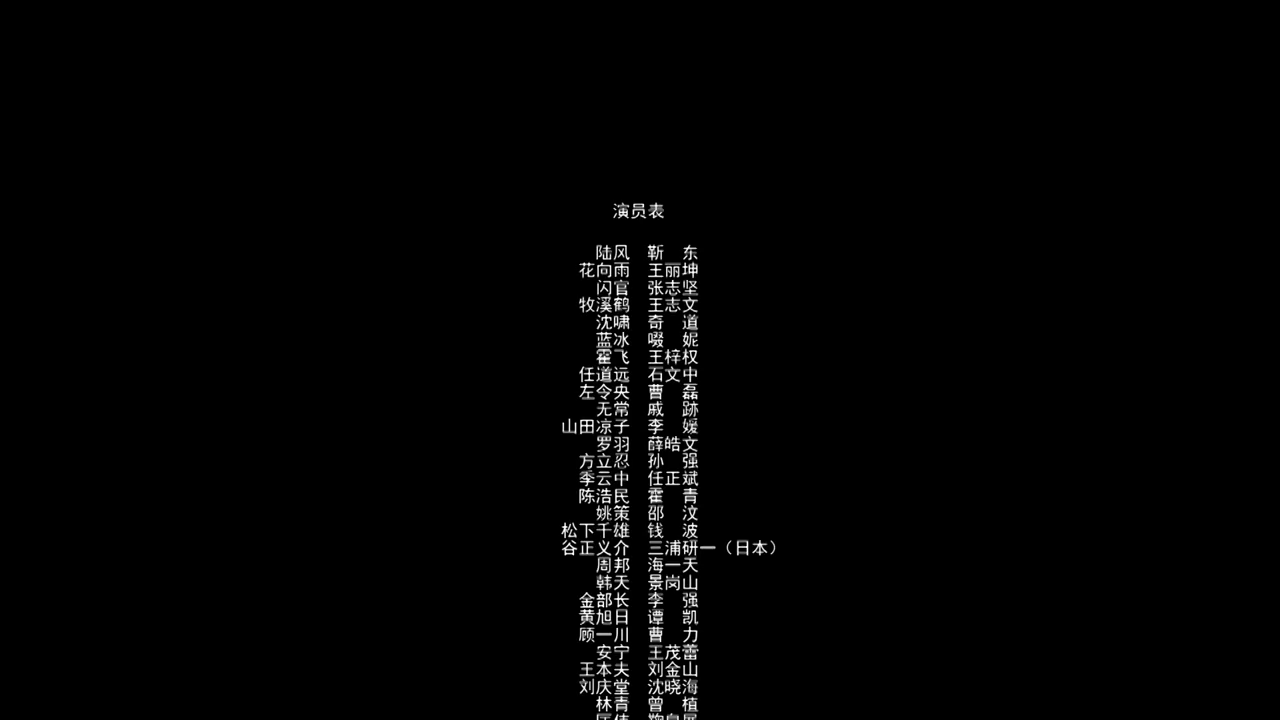 演员表
陆风 靳 东
花向雨 王丽坤
闪官 张志坚
牧溪鹤 王志文
沈啸 奇 道
蓝冰 啜 妮
霍飞 王梓权
任道远 石文中
左令央 曹 磊
无常 戚 跡
山田凉子 李 媛
罗羽 薛皓文
方立忍 孙 强
季云中 任正斌
陈浩民 霍 青
姚策 邵 汶
松下千雄 钱 波
谷正义介 三浦研一（日本）
周邦 海一天
韩天 景岗山
金部长 李 强
黄旭日 谭 凯
顾一川 曹 力
安宁 王茂蕾
王本夫 刘金山
刘庆堂 沈晓海
林青 曾 植